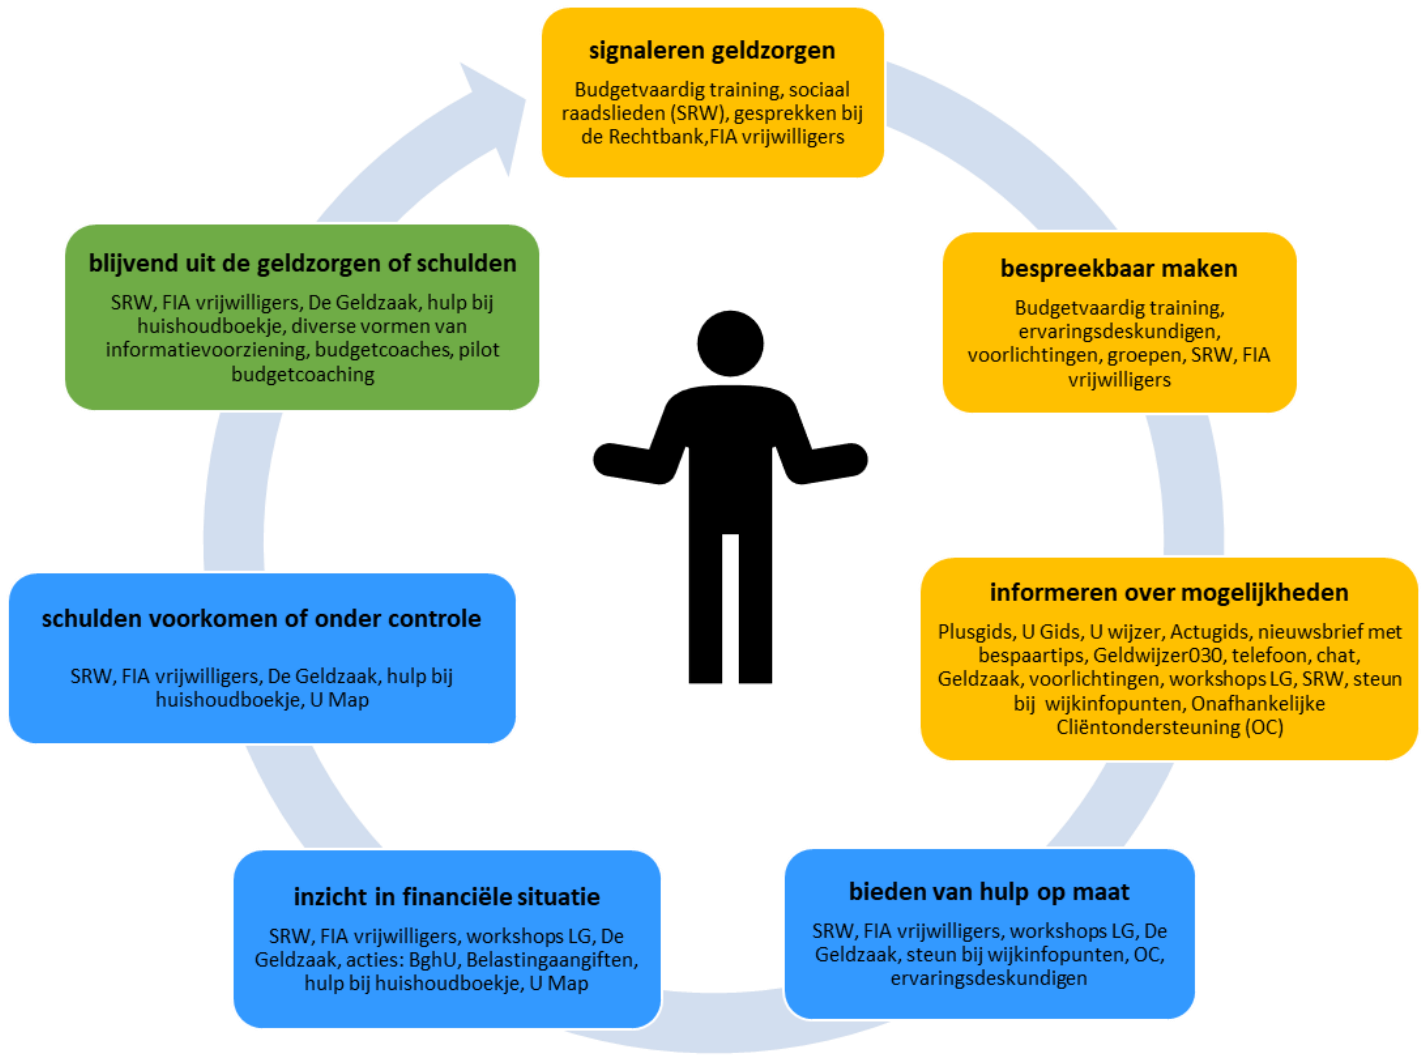 signaleren geldzorgen
Budgetvaardig training, sociaal
raadslieden (SRW), gesprekken bij
de Rechtbank,FIA vrijwilligers
bespreekbaar maken
Budgetvaardig training,
ervaringsdeskundigen,
voorlichtingen, groepen, SRW, FIA
vrijwilligers
informeren over mogelijkheden
Plusgids, U Gids, U wijzer, Actugids, nieuwsbrief met
bespaartips, Geldwijzer030, telefoon, chat,
Geldzaak, voorlichtingen, workshops LG, SRW, steun
bij wijkinfopunten, Onafhankelijke
Cliëntondersteuning (OC)
bieden van hulp op maat
SRW, FIA vrijwilligers, workshops LG, De
Geldzaak, steun bij wijkinfopunten, OC,
ervaringsdeskundigen
inzicht in financiële situatie
SRW, FIA vrijwilligers, workshops LG, De
Geldzaak, acties: BghU, Belastingaangiften,
hulp bij huishoudboekje, U Map
schulden voorkomen of onder controle
SRW, FIA vrijwilligers, De Geldzaak, hulp bij
huishoudboekje, U Map
blijvend uit de geldzorgen of schulden
SRW, FIA vrijwilligers, De Geldzaak, hulp bij
huishoudboekje, diverse vormen van
informatievoorziening, budgetcoaches, pilot
budgetcoaching